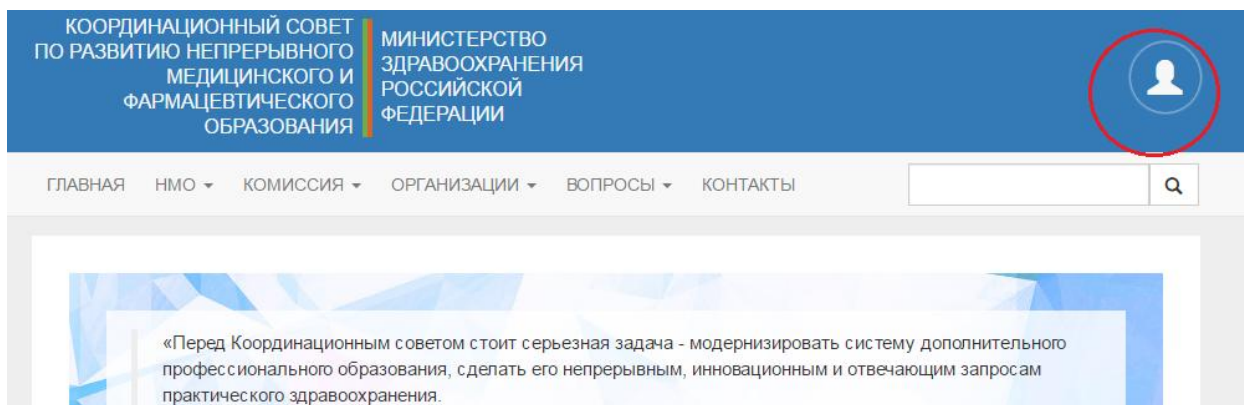 КООРДИНАЦИОННЫЙ СОВЕТ
ПО РАЗВИТИЮ НЕПРЕРЫВНОГО
МЕДИЦИНСКОГО И
ФАРМАЦЕВТИЧЕСКОГО
ОБРАЗОВАНИЯ
МИНИСТЕРСТВО
ЗДРАВООХРАНЕНИЯ
РОССИЙСКОЙ
ФЕДЕРАЦИИ
ГЛАВНАЯ НМО КОМИССИЯ ОРГАНИЗАЦИИ ВОПРОСЫ КОНТАКТЫ
«Перед Координационным советом стоит серьезная задача - модернизировать систему дополнительного
профессионального образования, сделать его непрерывным, инновационным и отвечающим запросам
практического здравоохранения.